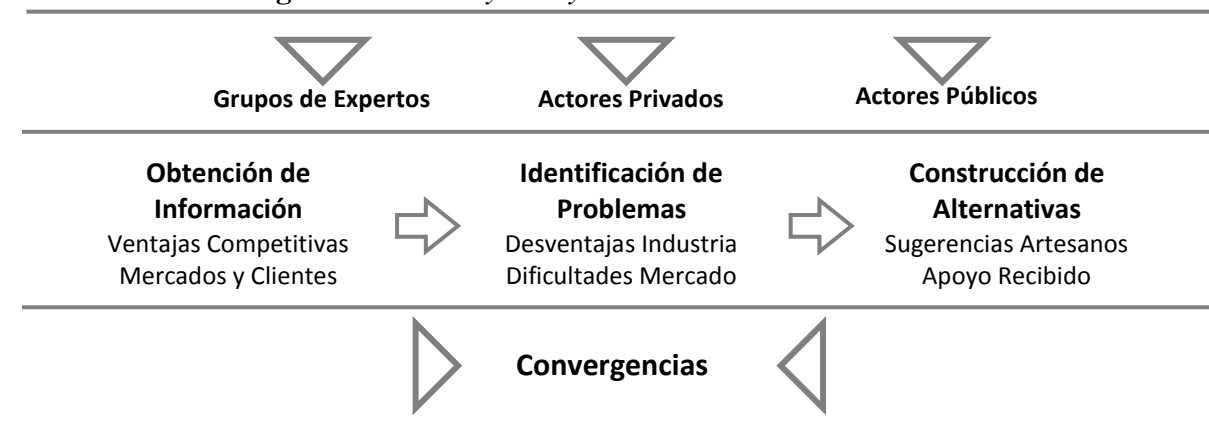 Grupos de Expertos
Actores Privados
Actores Públicos
Obtención de
Información
Ventajas Competitivas
Mercados y Clientes
Identificación de
Problemas
Desventajas Industria
Dificultades Mercado
Construcción de
Alternativas
Sugerencias Artesanos
Apoyo Recibido
Convergencias